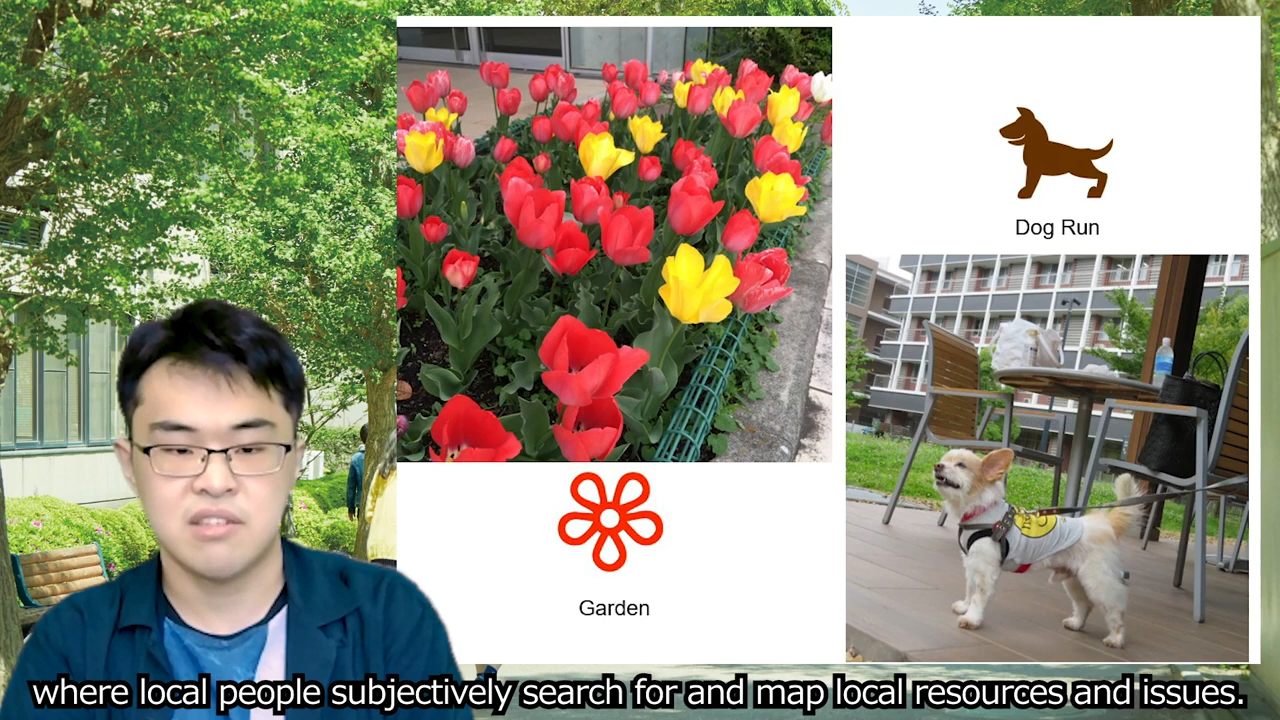 Dog Run
Garden
where local people subjectively search for and map local resources and issues.